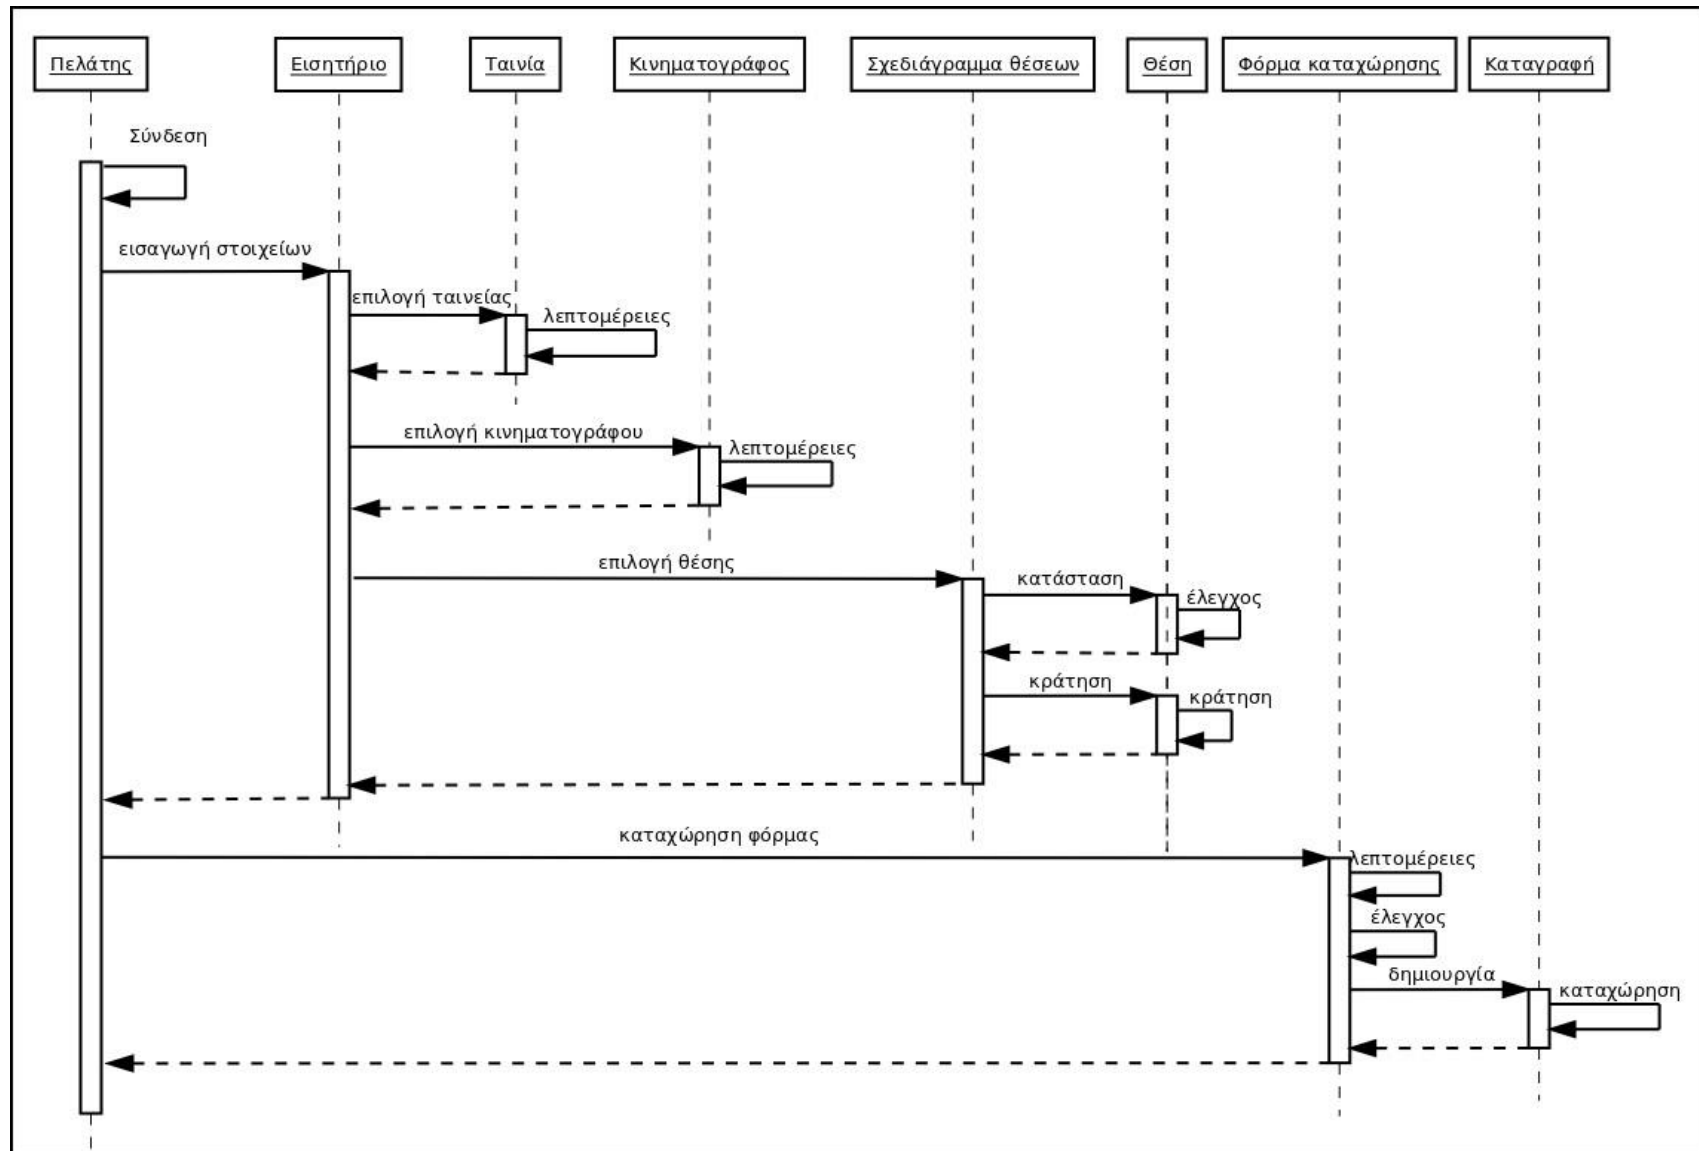 Πελάτης
Εισητήριο
Ταινία
Κινηματογράφος
Σχεδιάγραμμα θέσεων
Θέση
Φόρμα καταχώρησης
Καταγραφή
Σύνδεση
εισαγωγή στοιχείων
επιλογή ταινείας
λεπτομέρειες
επιλογή κινηματογράφου
λεπτομέρειες
επιλογή θέσης
κατάσταση
έλεγχος
κράτηση
κράτηση
καταχώρηση φόρμας
λεπτομέρειες
έλεγχος
δημιουργία
καταχώρηση